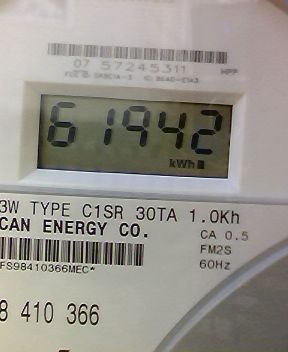 07 57245311 HPP
61942
kWh
3W TYPE C1SR 30TA 1.0Kh
CAN ENERGY CO.
CA 0.5
FM2S
60Hz
FS98410366MEC*
8 410 366